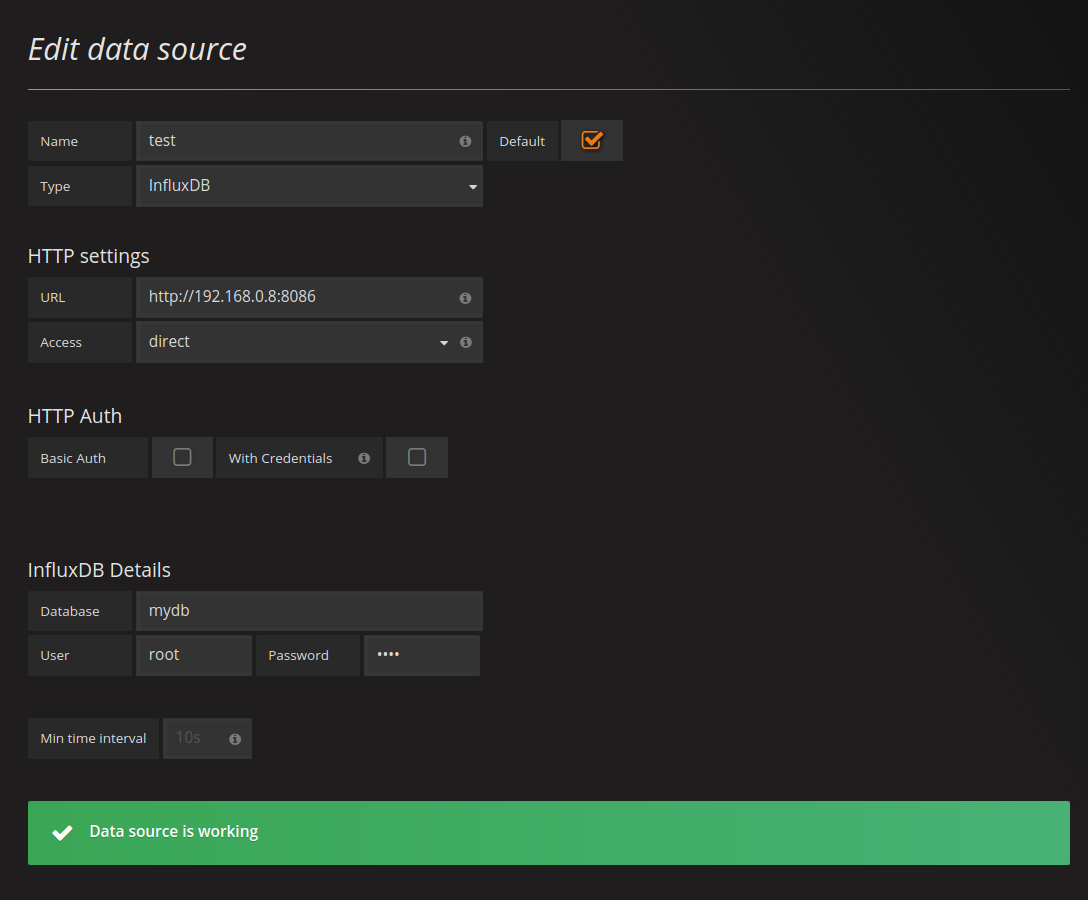 Edit data source
Name test Default
Type InfluxDB
HTTP settings
URL http://192.168.0.8:8086
Access direct
HTTP Auth
Basic Auth With Credentials
InfluxDB Details
Database mydb
User root Password ••••
Min time interval 10s
Data source is working